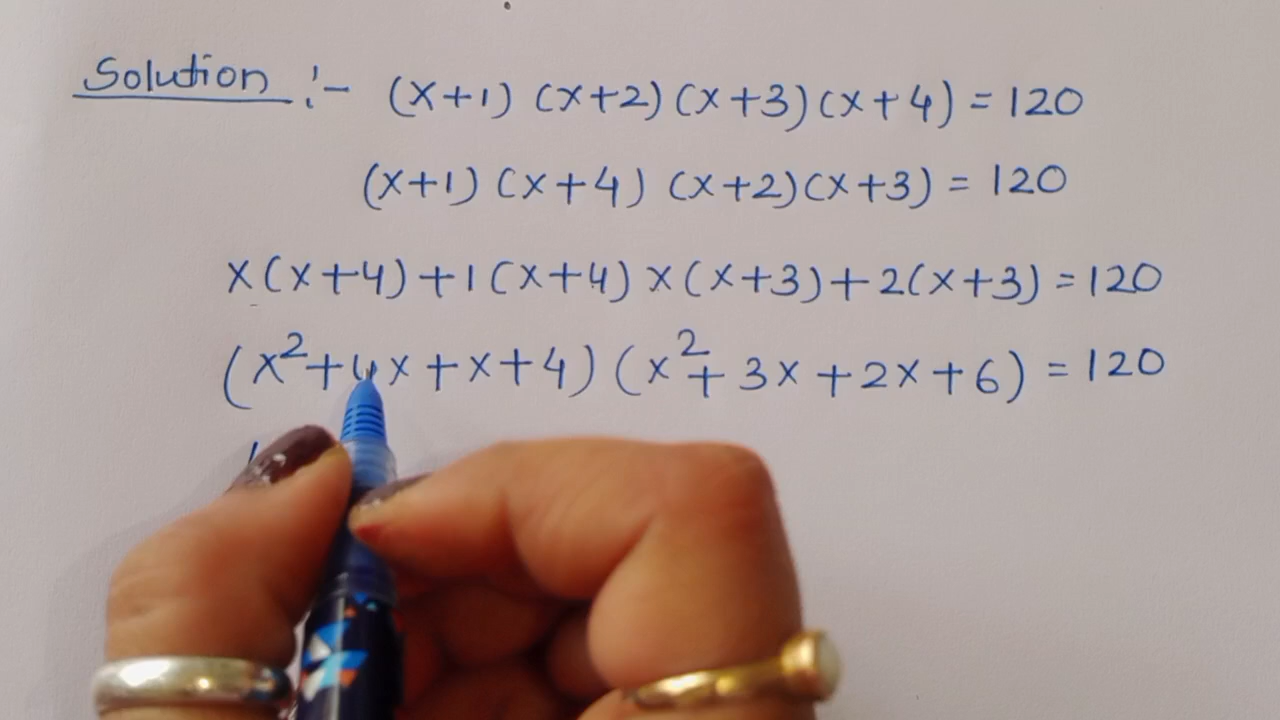 Solution :- (x+1) (x+2) (x+3) (x+4) = 120
(x+1) (x+4) (x+2) (x+3) = 120
x(x+4) + 1(x+4) x(x+3) + 2(x+3) = 120
(x² + 4x + x + 4) (x² + 3x + 2x + 6) = 120